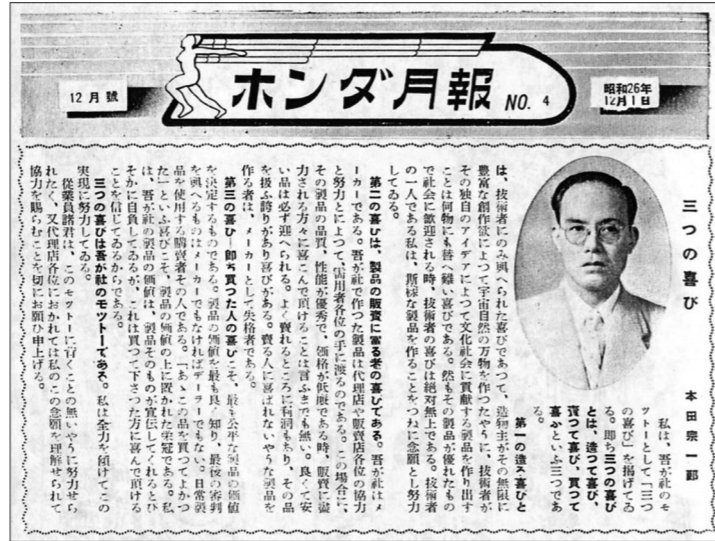 12月號
ホンダ月報 NO. 4
昭和26年
12月1日
三つの喜び
本田宗一郎
私は、吾が社のモ
ツトーとして「三つ
の喜び」を掲げてゐ
る。即ち三つの喜び
とは、造つて喜び、
賣つて喜び、買つて
喜かといふ三つであ
る。
第一の造る喜びと
は、技術者にのみ與へられた喜びであつて、造物主がその無限に
豊富な創作欲によつて宇宙自然の万物を作つたやうに、技術者が
その独自のアイデアによつて文化社会に貢献する製品を作り出す
ことは何物にも替へ難い喜びである。然もその製品が優れたもの
で社会に歓迎される時、技術者の喜びは絶対無上である。技術者
の一人である私は、斯様な製品を作ることをつねに念願とし努力
してゐる。
第二の喜びは、製品の販賣に當る者の喜びである。吾が社はメ
ーカーである。吾が社で作つた製品は代理店や販賣店各位の協力
と努力とによつて、需用者各位の手に渡るのである。この場合に、
その製品の品質、性能が優秀で、価格が低廉である時、販賣に盡
力される方々に喜こんで頂けることは言ふまでも無い。良くて安
い品は必ず迎へられる。よく賣れるところに利潤もあり、その品
を扱ふ誇りがあり喜びがある。賣る人に喜ばれないやうな製品を
作る者は、メーカーとして失格者である。
第三の喜び―即ち買つた人の喜びこそ、最も公平な製品の価値
を決定するものである。製品の価値を最も良く知り、最後の審判
を與へるものはメーカーでもなければデーラーでもない。日常製
品を使用する購買者その人である。「あゝ、この品を買つてよかつ
た」といふ喜びこそ、製品の価値の上に置かれた栄冠である。私
は、吾が社の製品の価値は、製品そのものが宣伝してくれるとひ
そかに自負してゐるが、これは買つて下さつた方に喜んで頂ける
ことを信じてゐるからである。
三つの喜びは吾が社のモツトーである。私は全力を傾けてこの
実現に努力してゐる。
従業員諸君は、このモツトーに背くことの無いやうに努力せら
れたく、又代理店各位におかれては私のこの念願を理解せられて
協力を賜らむことを切にお願ひ申上げる。